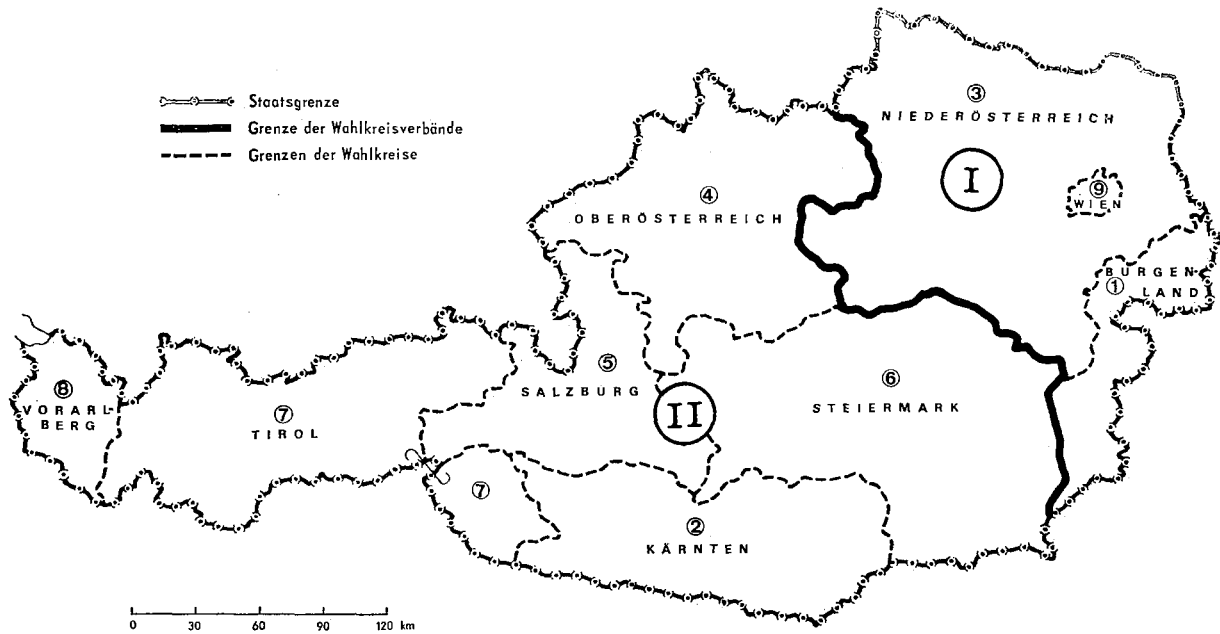 Staatsgrenze
Grenze der Wahlkreisverbände
Grenzen der Wahlkreise
③
NIEDERÖSTERREICH
I
⑨
WIEN
④
OBERÖSTERREICH
①
BURGEN-
LAND
⑤
SALZBURG
⑥
STEIERMARK
II
⑧
VORARL-
BERG
⑦
TIROL
⑦
②
KÄRNTEN
0 30 60 90 120 km